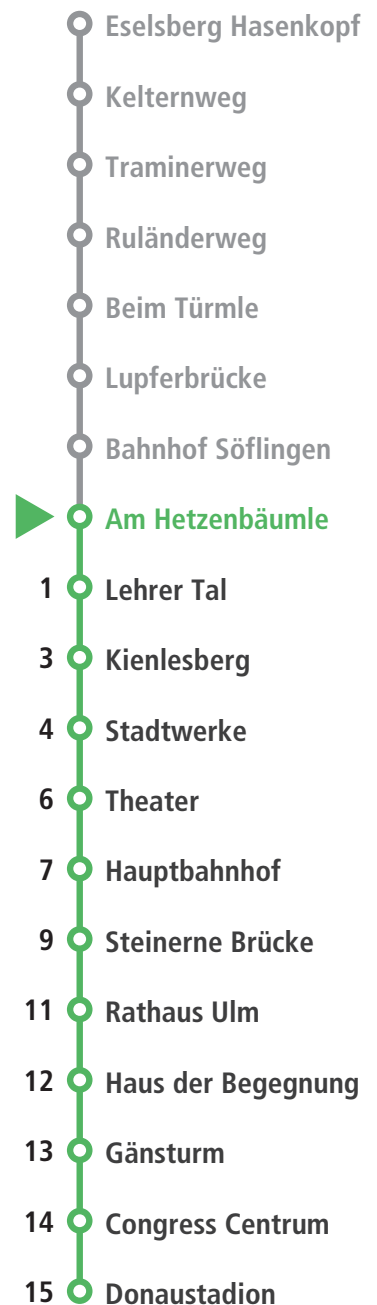 Eselsberg Hasenkopf
Kelternweg
Traminerweg
Ruländerweg
Beim Türmle
Lupferbrücke
Bahnhof Söflingen
Am Hetzenbäumle
1 Lehrer Tal
3 Kienlesberg
4 Stadtwerke
6 Theater
7 Hauptbahnhof
9 Steinerne Brücke
11 Rathaus Ulm
12 Haus der Begegnung
13 Gänsturm
14 Congress Centrum
15 Donaustadion